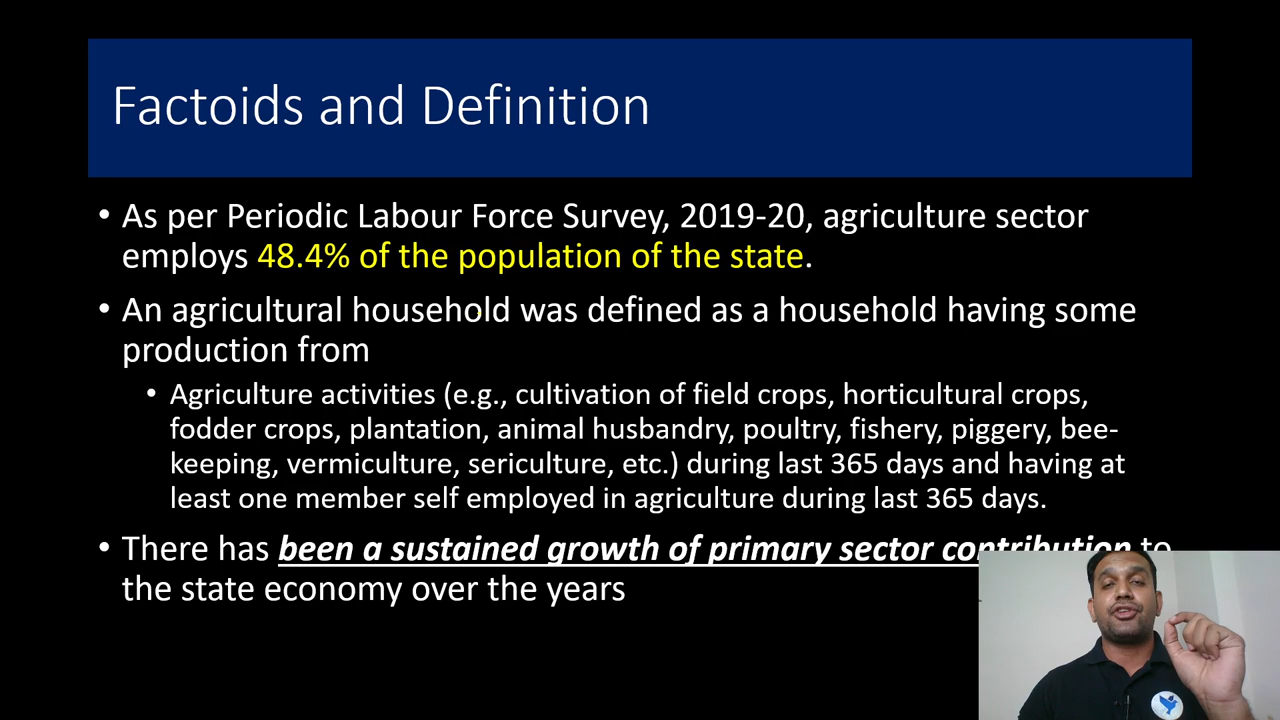 Factoids and Definition
• As per Periodic Labour Force Survey, 2019-20, agriculture sector
employs 48.4% of the population of the state.
• An agricultural household was defined as a household having some
production from
• Agriculture activities (e.g., cultivation of field crops, horticultural crops,
fodder crops, plantation, animal husbandry, poultry, fishery, piggery, bee-
keeping, vermiculture, sericulture, etc.) during last 365 days and having at
least one member self employed in agriculture during last 365 days.
• There has been a sustained growth of primary sector contribution to
the state economy over the years